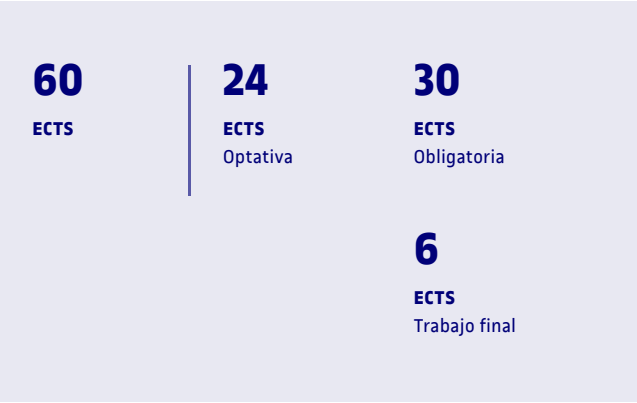 60
ECTS
24
ECTS
Optativa
30
ECTS
Obligatoria
6
ECTS
Trabajo final